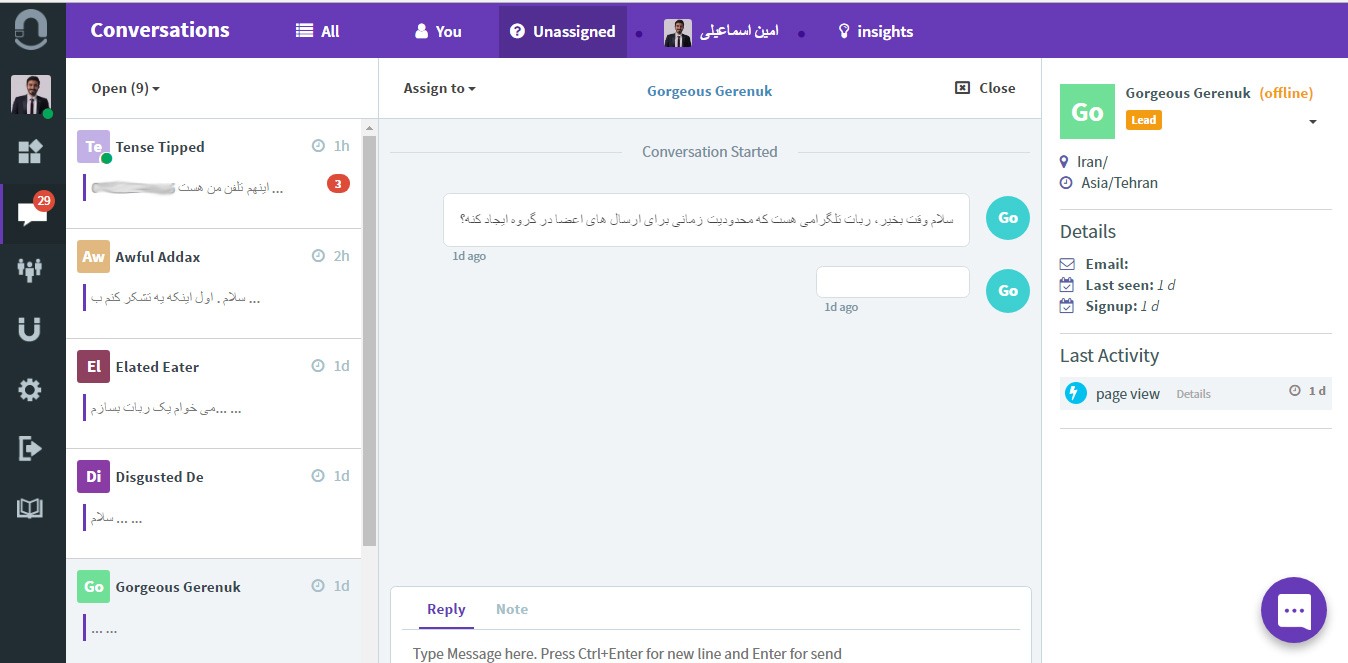 Conversations
All
You
Unassigned
امین اسماعیلی
insights
29
Open (9)
Te
Tense Tipped
1h
اینهم تلفن من هست ...
3
Aw
Awful Addax
2h
سلام . اول اینکه یه تشکر کنم ب ...
El
Elated Eater
1d
می خوام یک ربات بسازم... ...
Di
Disgusted De
1d
سلام ... ...
Go
Gorgeous Gerenuk
1d
... ...
Assign to
Gorgeous Gerenuk
Close
Conversation Started
سلام وقت بخیر، ربات تلگرامی هست که محدودیت زمانی برای ارسال های اعضا در گروه ایجاد کنه؟
Go
1d ago
Go
1d ago
Reply
Note
Type Message here. Press Ctrl+Enter for new line and Enter for send
Go
Gorgeous Gerenuk (offline)
Lead
Iran/
Asia/Tehran
Details
Email:
Last seen: 1 d
Signup: 1 d
Last Activity
page view Details 1 d